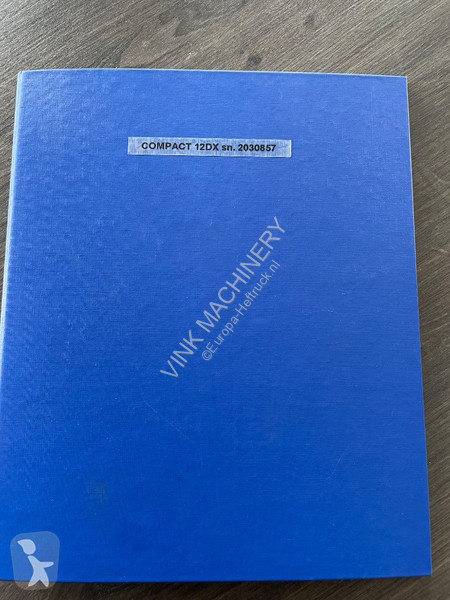 COMPACT 12DX sn. 2030857
VINK MACHINERY
©Europa-Heftruck.nl